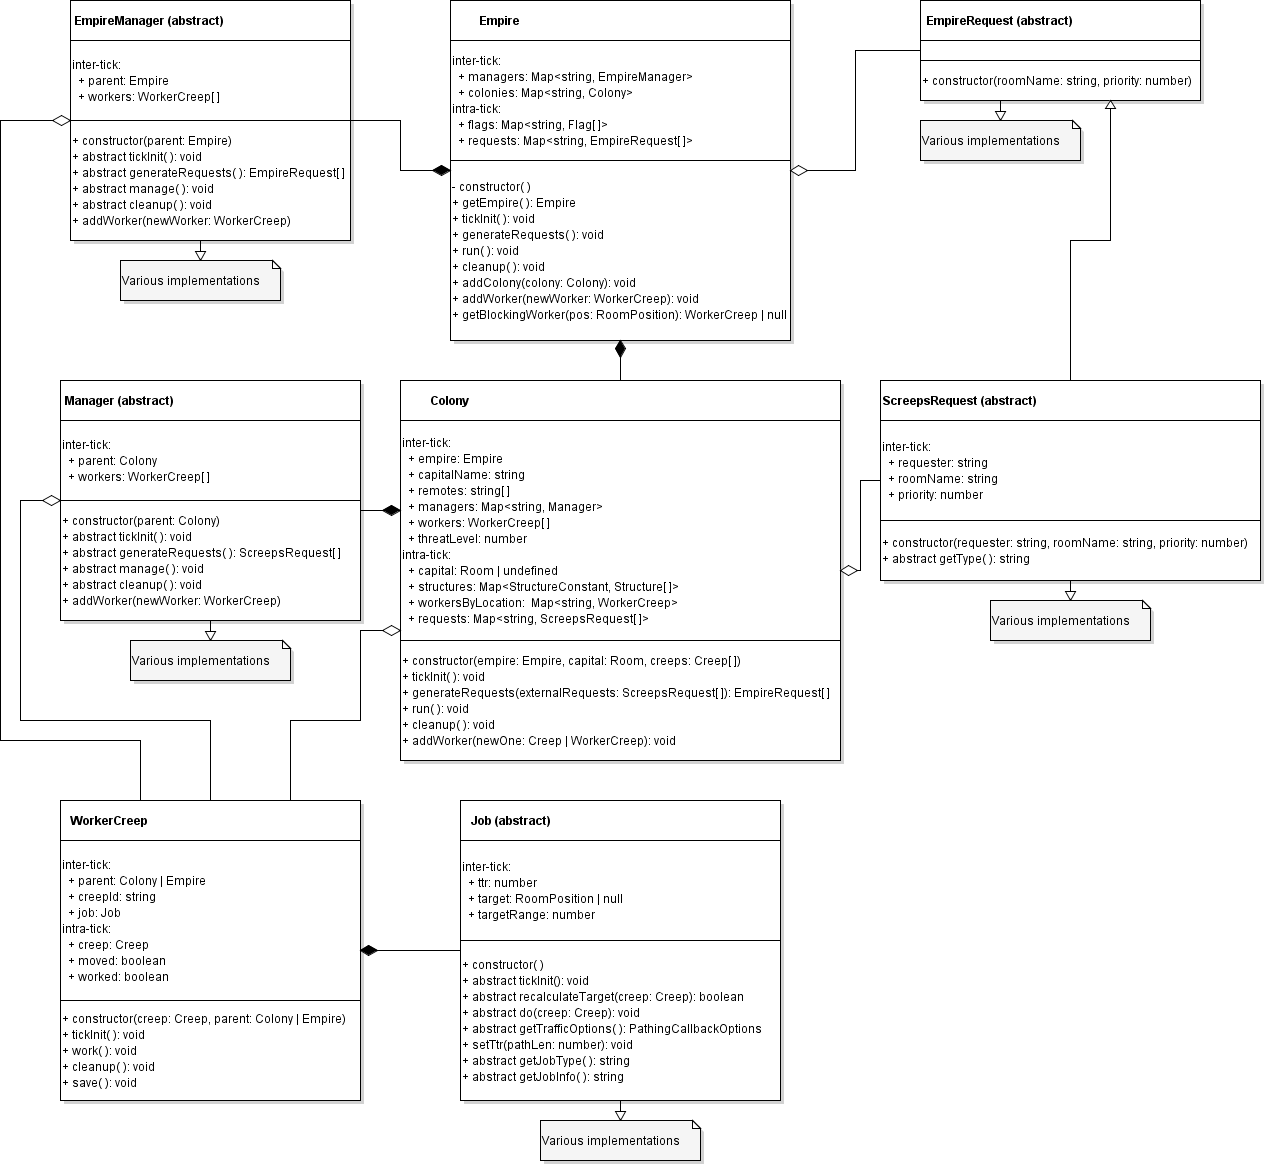 EmpireManager (abstract)
inter-tick:
+ parent: Empire
+ workers: WorkerCreep[ ]
+ constructor(parent: Empire)
+ abstract tickInit( ): void
+ abstract generateRequests( ): EmpireRequest[ ]
+ abstract manage( ): void
+ abstract cleanup( ): void
+ addWorker(newWorker: WorkerCreep)
Various implementations
Empire
inter-tick:
+ managers: Map<string, EmpireManager>
+ colonies: Map<string, Colony>
intra-tick:
+ flags: Map<string, Flag[ ]>
+ requests: Map<string, EmpireRequest[ ]>
- constructor( )
+ getEmpire( ): Empire
+ tickInit( ): void
+ generateRequests( ): void
+ run( ): void
+ cleanup( ): void
+ addColony(colony: Colony): void
+ addWorker(newWorker: WorkerCreep): void
+ getBlockingWorker(pos: RoomPosition): WorkerCreep | null
EmpireRequest (abstract)
+ constructor(roomName: string, priority: number)
Various implementations
Manager (abstract)
inter-tick:
+ parent: Colony
+ workers: WorkerCreep[ ]
+ constructor(parent: Colony)
+ abstract tickInit( ): void
+ abstract generateRequests( ): ScreepsRequest[ ]
+ abstract manage( ): void
+ abstract cleanup( ): void
+ addWorker(newWorker: WorkerCreep)
Various implementations
Colony
inter-tick:
+ empire: Empire
+ capitalName: string
+ remotes: string[ ]
+ managers: Map<string, Manager>
+ workers: WorkerCreep[ ]
+ threatLevel: number
intra-tick:
+ capital: Room | undefined
+ structures: Map<StructureConstant, Structure[ ]>
+ workersByLocation:  Map<string, WorkerCreep>
+ requests: Map<string, ScreepsRequest[ ]>
+ constructor(empire: Empire, capital: Room, creeps: Creep[ ])
+ tickInit( ): void
+ generateRequests(externalRequests: ScreepsRequest[ ]): EmpireRequest[ ]
+ run( ): void
+ cleanup( ): void
+ addWorker(newOne: Creep | WorkerCreep): void
ScreepsRequest (abstract)
inter-tick:
+ requester: string
+ roomName: string
+ priority: number
+ constructor(requester: string, roomName: string, priority: number)
+ abstract getType( ): string
Various implementations
WorkerCreep
inter-tick:
+ parent: Colony | Empire
+ creepId: string
+ job: Job
intra-tick:
+ creep: Creep
+ moved: boolean
+ worked: boolean
+ constructor(creep: Creep, parent: Colony | Empire)
+ tickInit( ): void
+ work( ): void
+ cleanup( ): void
+ save( ): void
Job (abstract)
inter-tick:
+ ttr: number
+ target: RoomPosition | null
+ targetRange: number
+ constructor( )
+ abstract tickInit(): void
+ abstract recalculateTarget(creep: Creep): boolean
+ abstract do(creep: Creep): void
+ abstract getTrafficOptions( ): PathingCallbackOptions
+ setTtr(pathLen: number): void
+ abstract getJobType( ): string
+ abstract getJobInfo( ): string
Various implementations